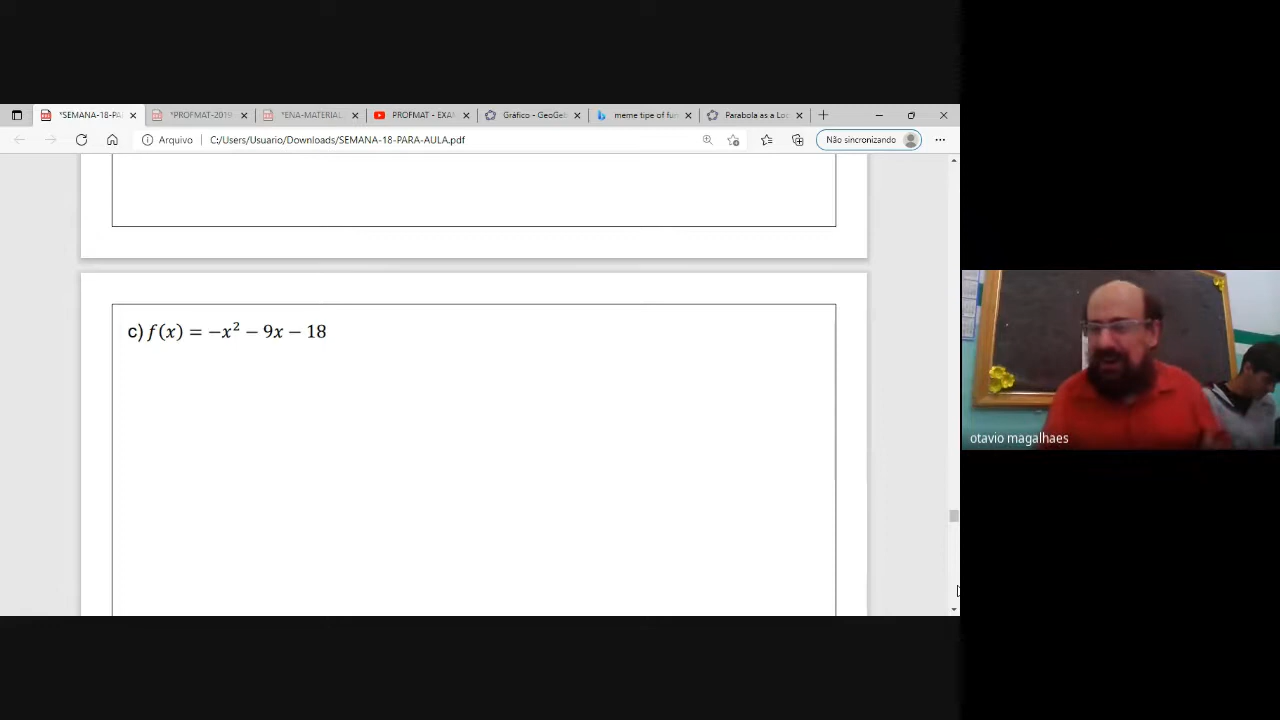 *SEMANA-18-PA
*PROFMAT-2019
*ENA-MATERIAL
PROFMAT - EXA
Gráfico - GeoGe
meme tipe of fun
Parabola as a Lo
Arquivo
C:/Users/Usuario/Downloads/SEMANA-18-PARA-AULA.pdf
Não sincronizando
c) f(x) = −x² − 9x − 18
otavio magalhaes